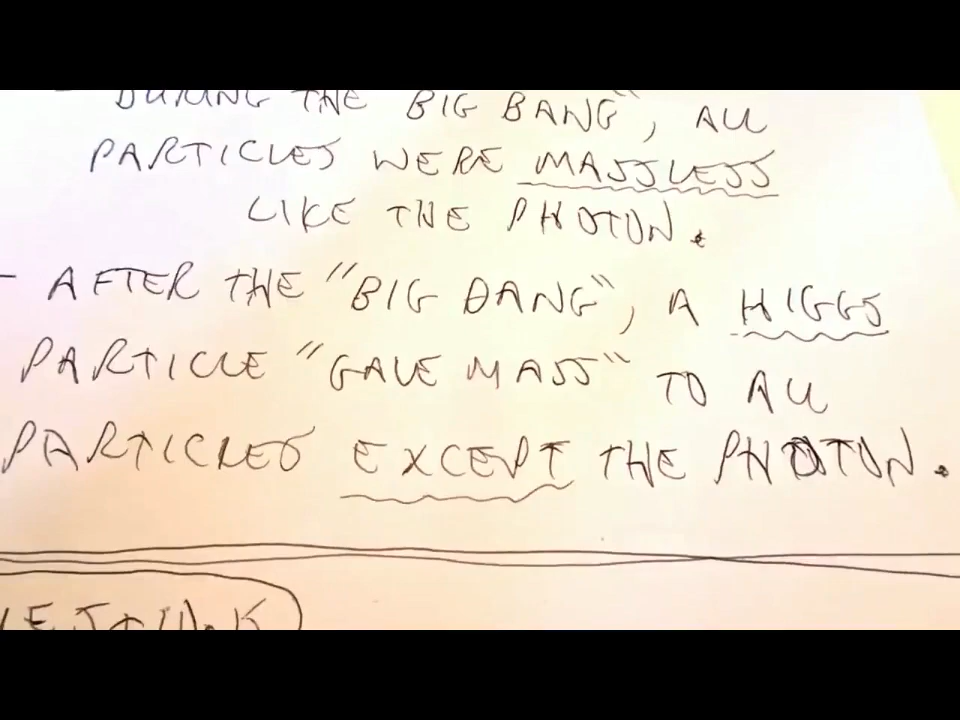 DURING THE "BIG BANG", ALL
PARTICLES WERE MASSLESS
LIKE THE PHOTON.
- AFTER THE "BIG BANG", A HIGGS
PARTICLE "GAVE MASS" TO ALL
PARTICLES EXCEPT THE PHOTON.